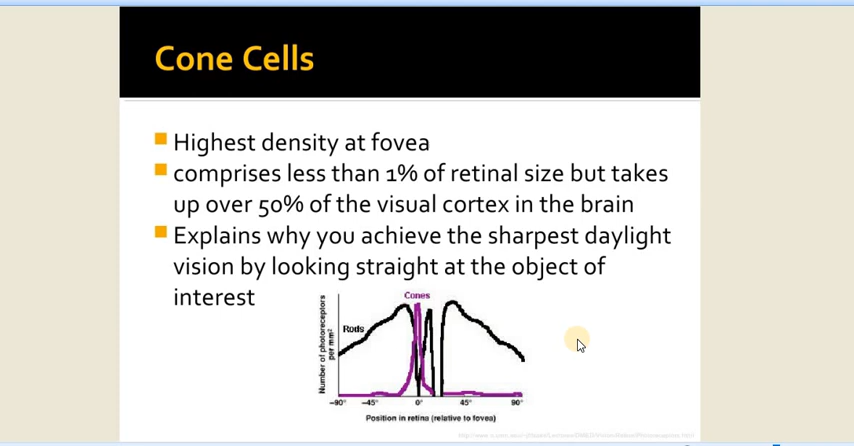 Cone Cells
Highest density at fovea
comprises less than 1% of retinal size but takes
up over 50% of the visual cortex in the brain
Explains why you achieve the sharpest daylight
vision by looking straight at the object of
interest
Cones
Rods
Number of photoreceptors
per mm²
-90° -45° 0° 45° 90°
Position in retina (relative to fovea)